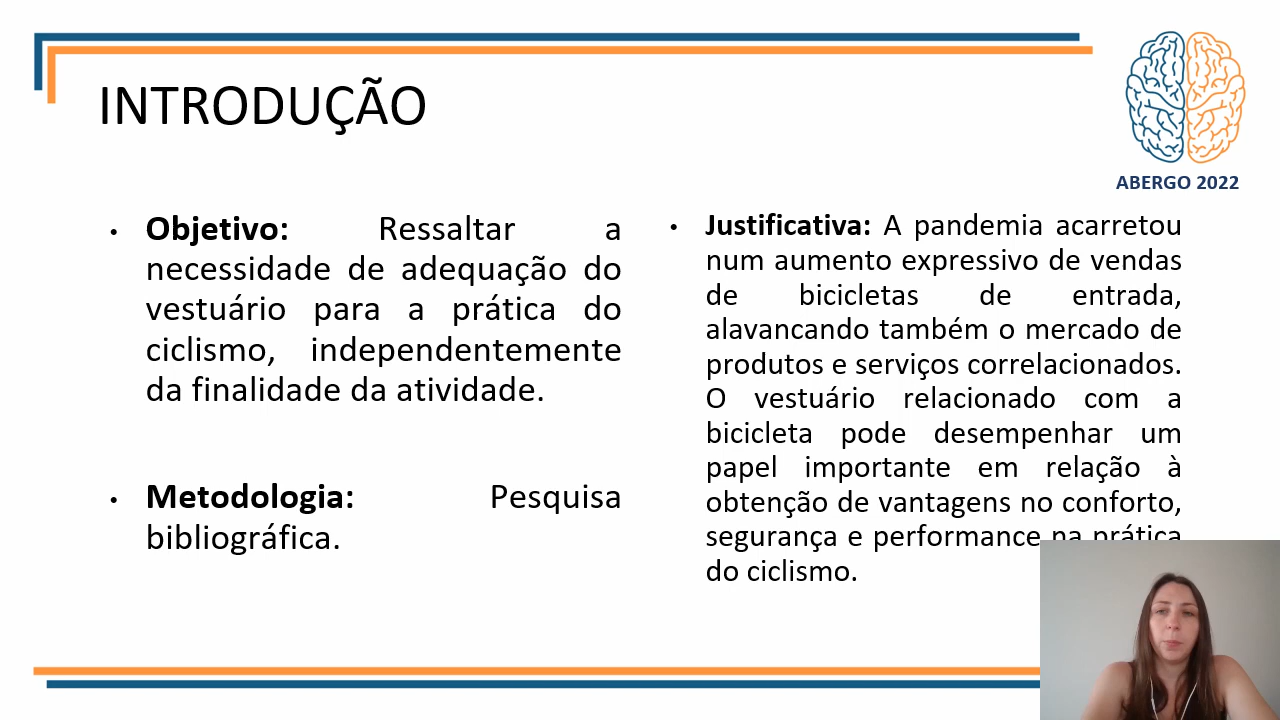 INTRODUÇÃO
ABERGO 2022
• Objetivo: Ressaltar a
necessidade de adequação do
vestuário para a prática do
ciclismo, independentemente
da finalidade da atividade.
• Metodologia: Pesquisa
bibliográfica.
• Justificativa: A pandemia acarretou
num aumento expressivo de vendas
de bicicletas de entrada,
alavancando também o mercado de
produtos e serviços correlacionados.
O vestuário relacionado com a
bicicleta pode desempenhar um
papel importante em relação à
obtenção de vantagens no conforto,
segurança e performance na prática
do ciclismo.